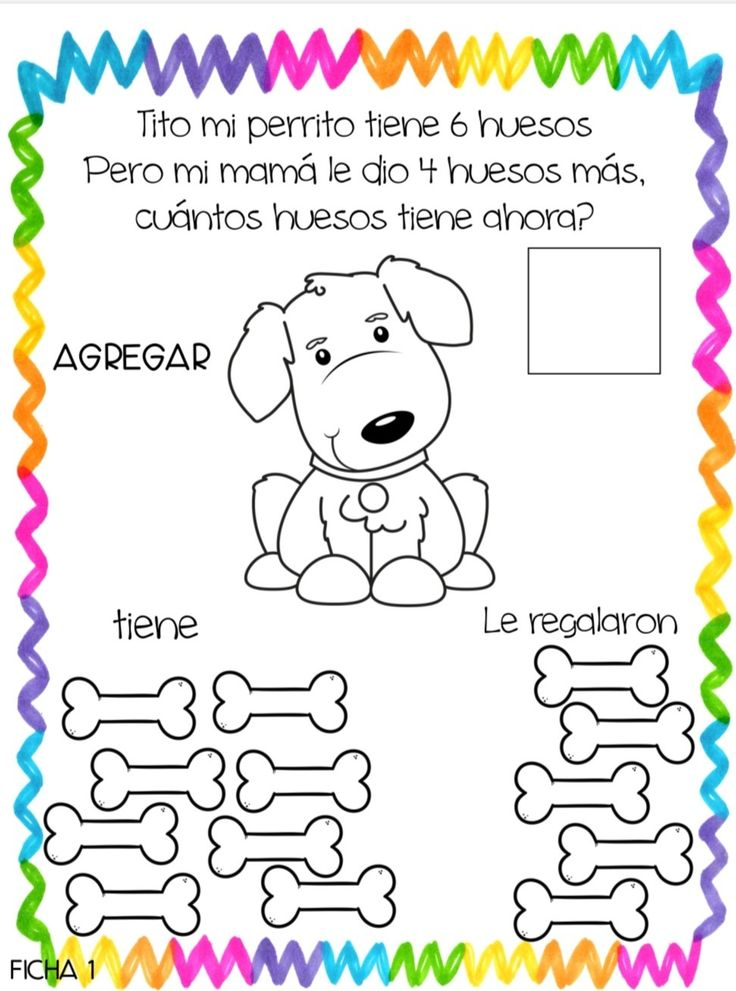 Tito mi perrito tiene 6 huesos
Pero mi mamá le dio 4 huesos más,
cuántos huesos tiene ahora?
AGREGAR
tiene
Le regalaron
FICHA 1